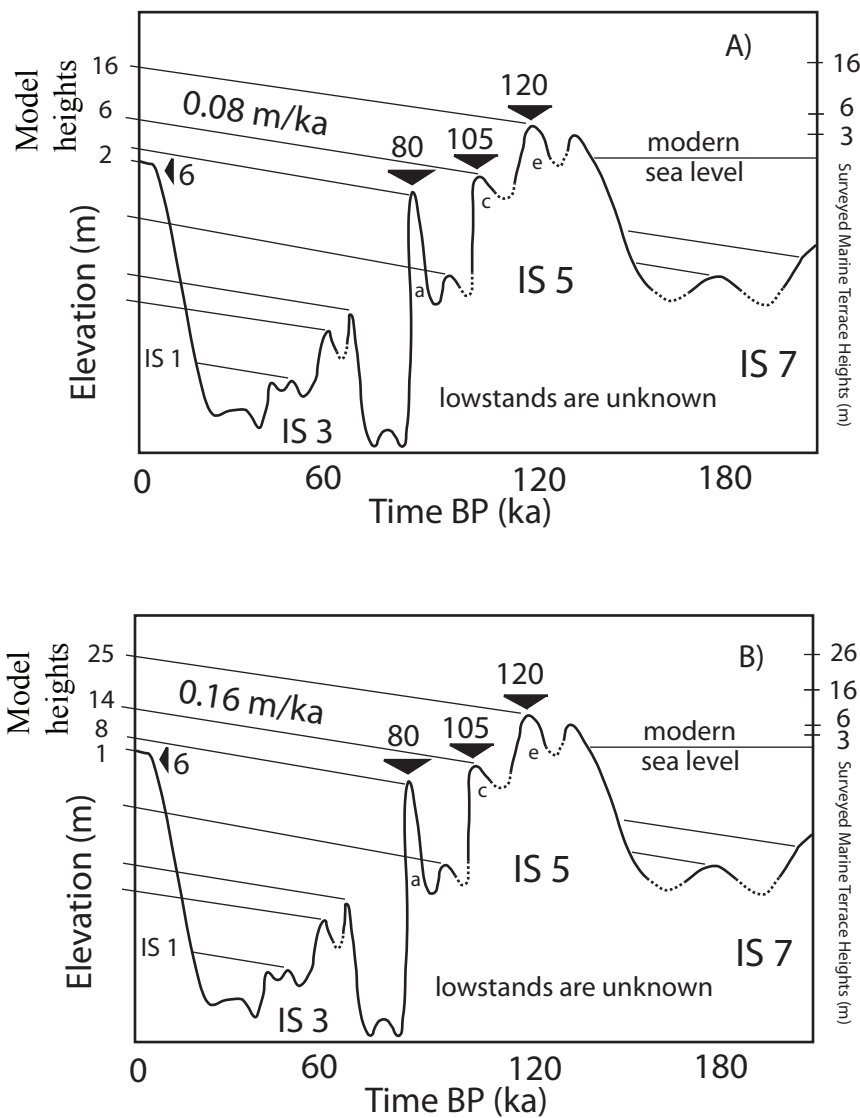 A)
Model
heights
16
6
2
0.08 m/ka
6
80
105
120
a
c
e
modern
sea level
16
6
3
Surveyed Marine Terrace Heights (m)
Elevation (m)
IS 1
IS 3
IS 5
IS 7
lowstands are unknown
0
60
120
180
Time BP (ka)
B)
Model
heights
25
14
8
1
0.16 m/ka
6
80
105
120
a
c
e
modern
sea level
26
16
6
3
Surveyed Marine Terrace Heights (m)
Elevation (m)
IS 1
IS 3
IS 5
IS 7
lowstands are unknown
0
60
120
180
Time BP (ka)